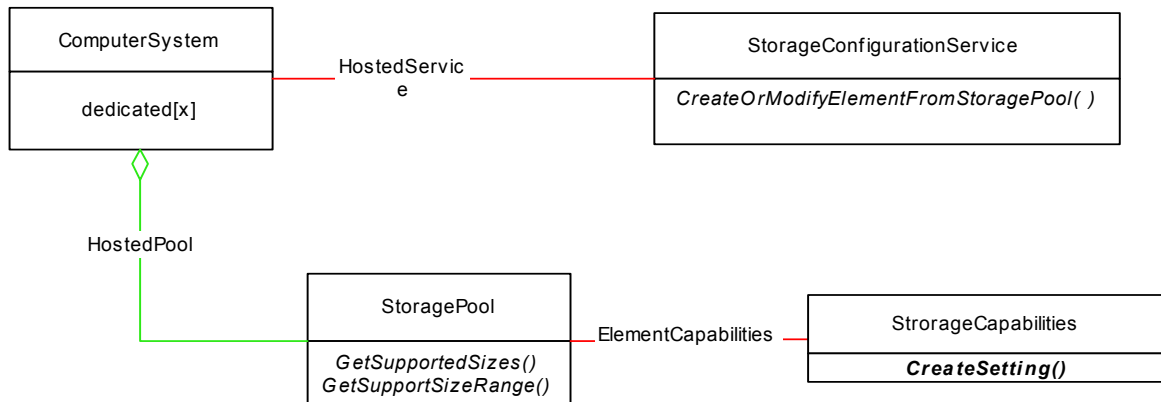 ComputerSystem
dedicated[x]
HostedServic
e
StorageConfigurationService
CreateOrModifyElementFromStoragePool( )
HostedPool
StoragePool
GetSupportedSizes()
GetSupportSizeRange()
ElementCapabilities
StrorageCapabilities
CreateSetting()